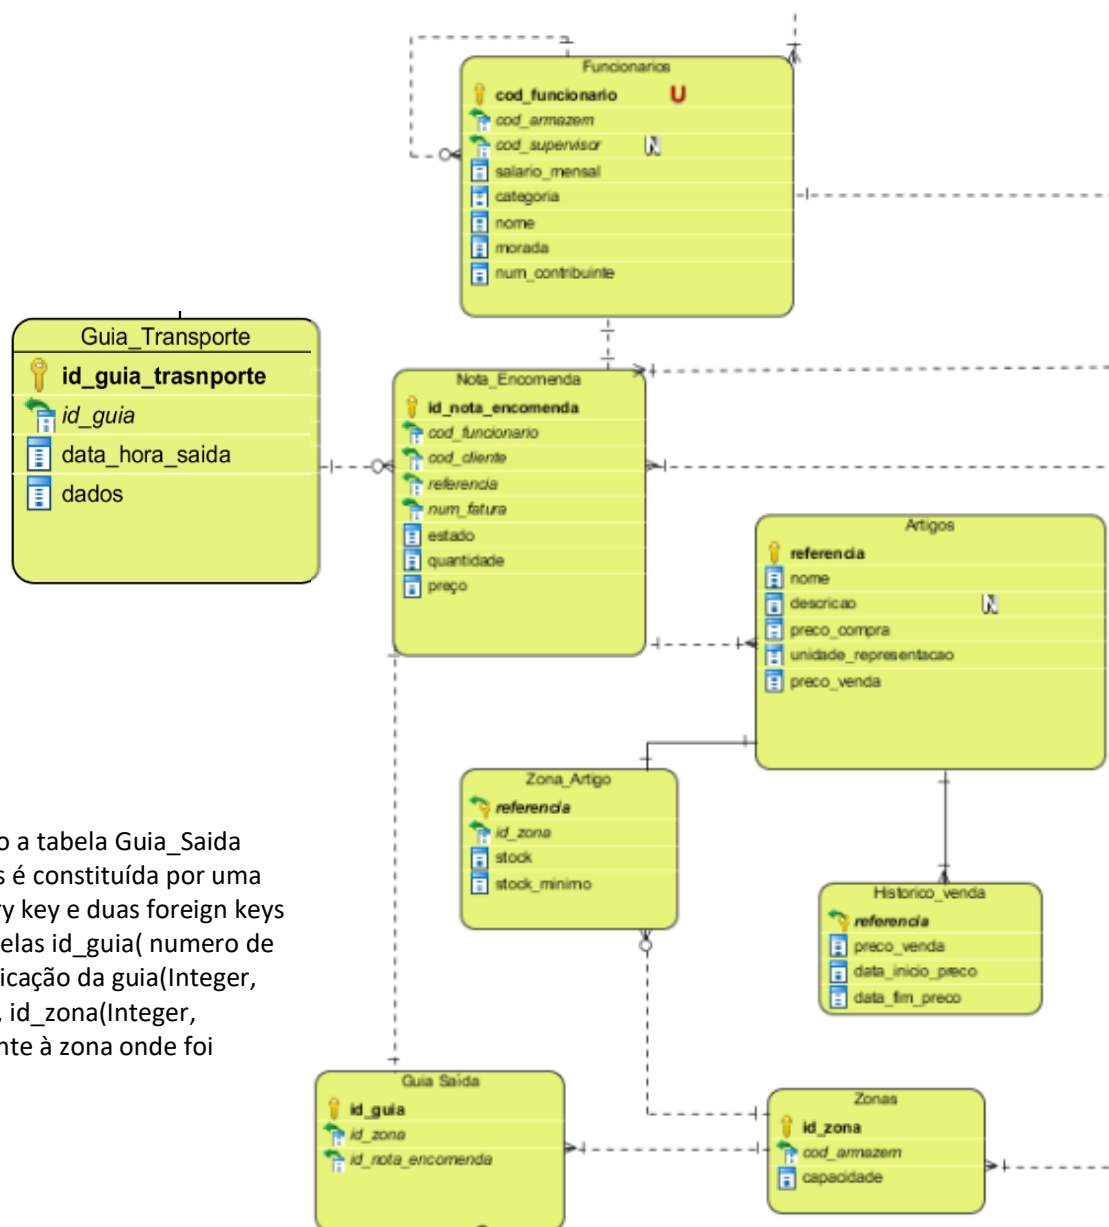 Funcionarios
cod_funcionario U
cod_armazem
cod_supervisor N
salario_mensal
categoria
nome
morada
num_contribuinte
Guia_Transporte
id_guia_trasnporte
id_guia
data_hora_saida
dados
Nota_Encomenda
id_nota_encomenda
cod_funcionario
cod_cliente
referencia
num_fatura
estado
quantidade
preço
Artigos
referencia
nome
descricao N
preco_compra
unidade_representacao
preco_venda
Zona_Artigo
referencia
id_zona
stock
stock_minimo
Historico_venda
referencia
preco_venda
data_inicio_preco
data_fim_preco
o a tabela Guia_Saida
s é constituída por uma
ry key e duas foreign keys
elas id_guia( numero de
icação da guia(Integer,
, id_zona(Integer,
nte à zona onde foi
Guia Saída
id_guia
id_zona
id_nota_encomenda
Zonas
id_zona
cod_armazem
capacidade